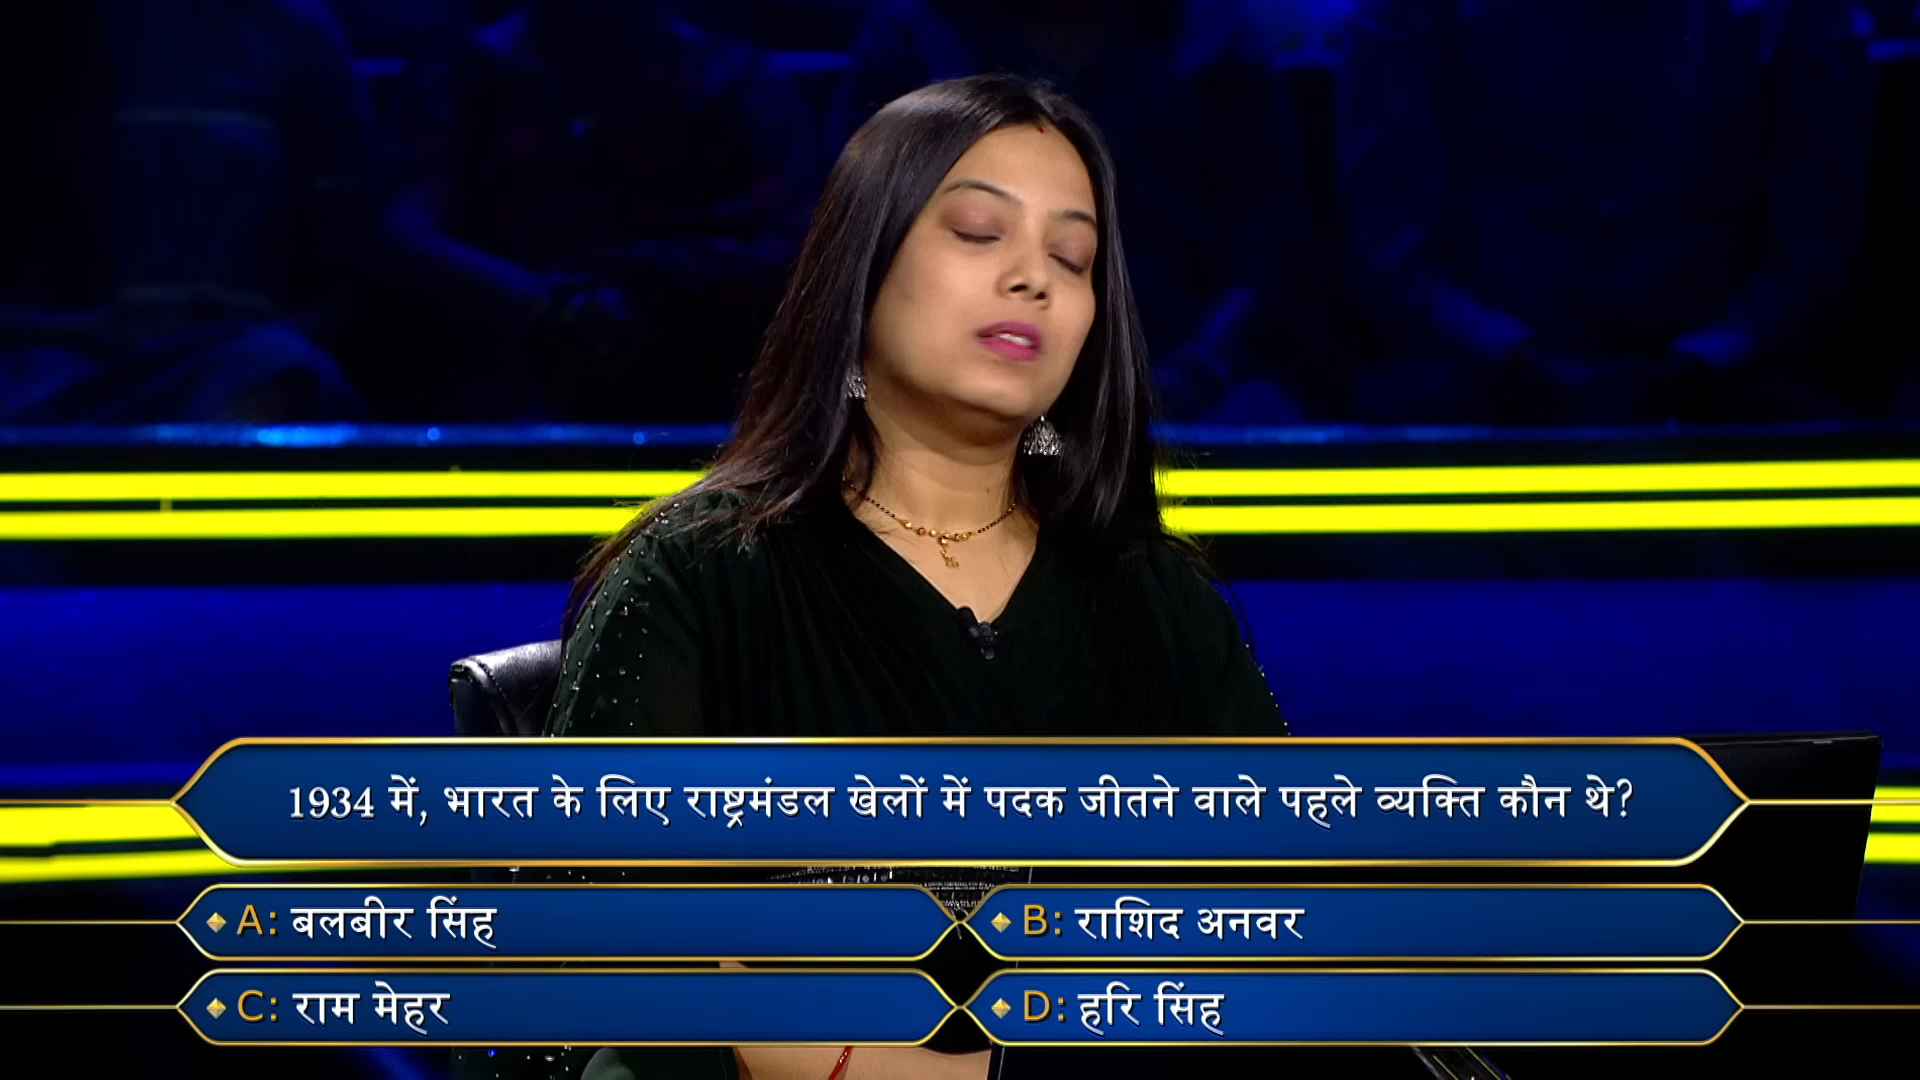 1934 में, भारत के लिए राष्ट्रमंडल खेलों में पदक जीतने वाले पहले व्यक्ति कौन थे?
A: बलबीर सिंह
B: राशिद अनवर
C: राम मेहर
D: हरि सिंह